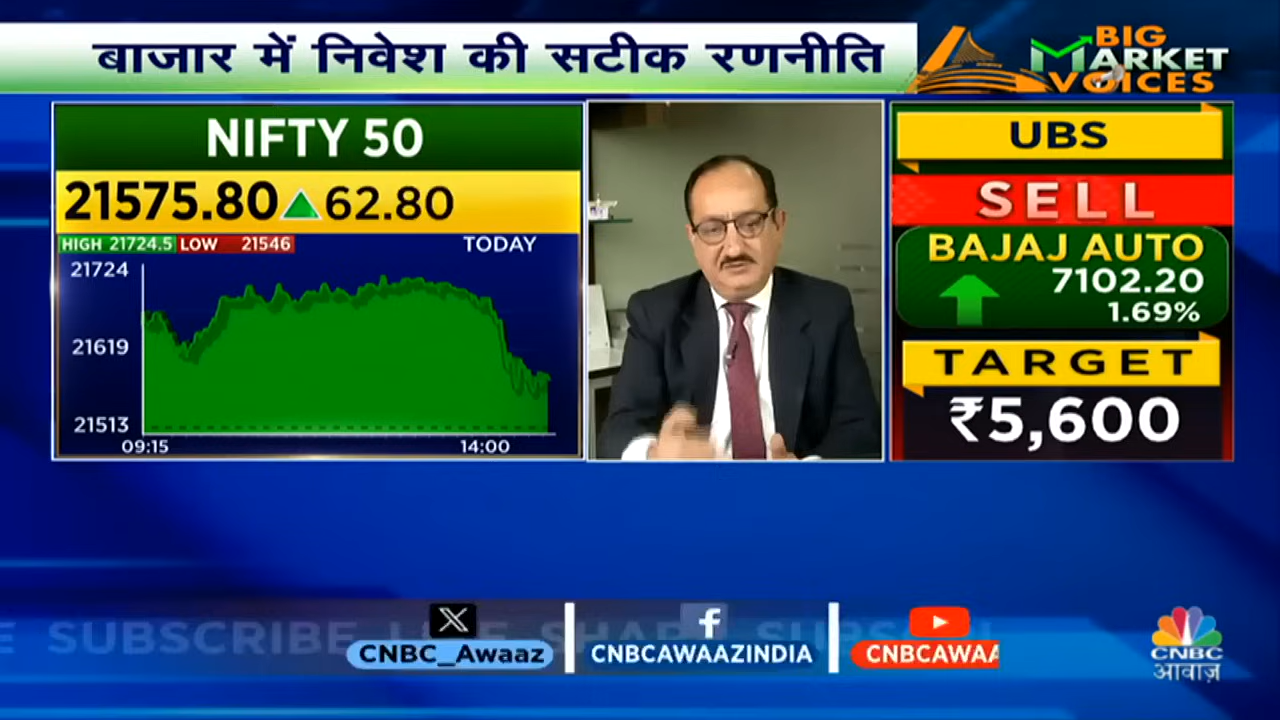 बाजार में निवेश की सटीक रणनीति
BIG
MARKET
VOICES
NIFTY 50
21575.80 62.80
HIGH 21724.5 LOW 21546 TODAY
21724
21619
21513
09:15 14:00
UBS
SELL
BAJAJ AUTO
7102.20
1.69%
TARGET
₹5,600
SUBSCRIBE
CNBC_Awaaz
CNBCAWAAZINDIA
CNBCAWAA
CNBC
आवाज़